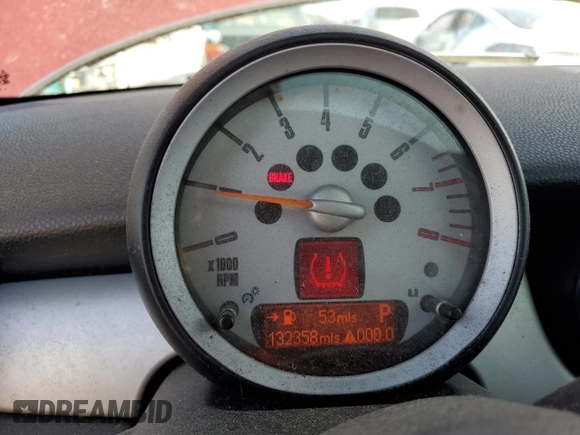 0 1 2 3 4 5 6 7 8
BRAKE
x1000
RPM
! 
53mls P
132358mls 000.0
DREAMBID